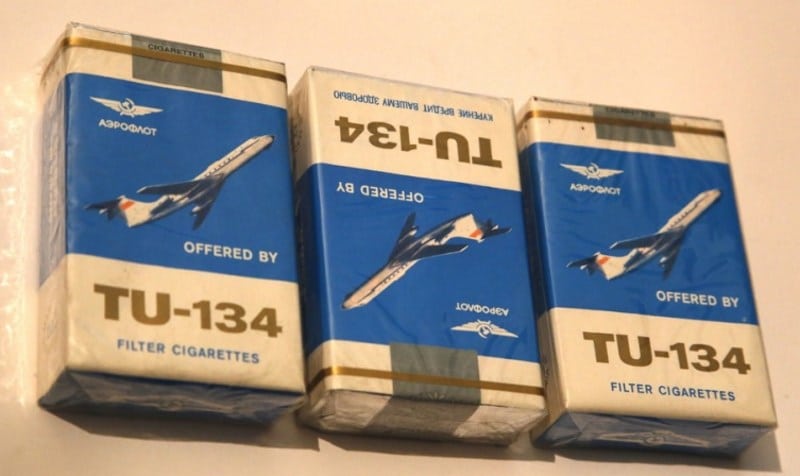 CIGARETTES
АЭРОФЛОТ
OFFERED BY
TU-134
FILTER CIGARETTES
КУРЕНИЕ ВРЕДИТ ВАШЕМУ ЗДОРОВЬЮ
TU-134
OFFERED BY
АЭРОФЛОТ
CIGARETTES
АЭРОФЛОТ
OFFERED BY
TU-134
FILTER CIGARETTES